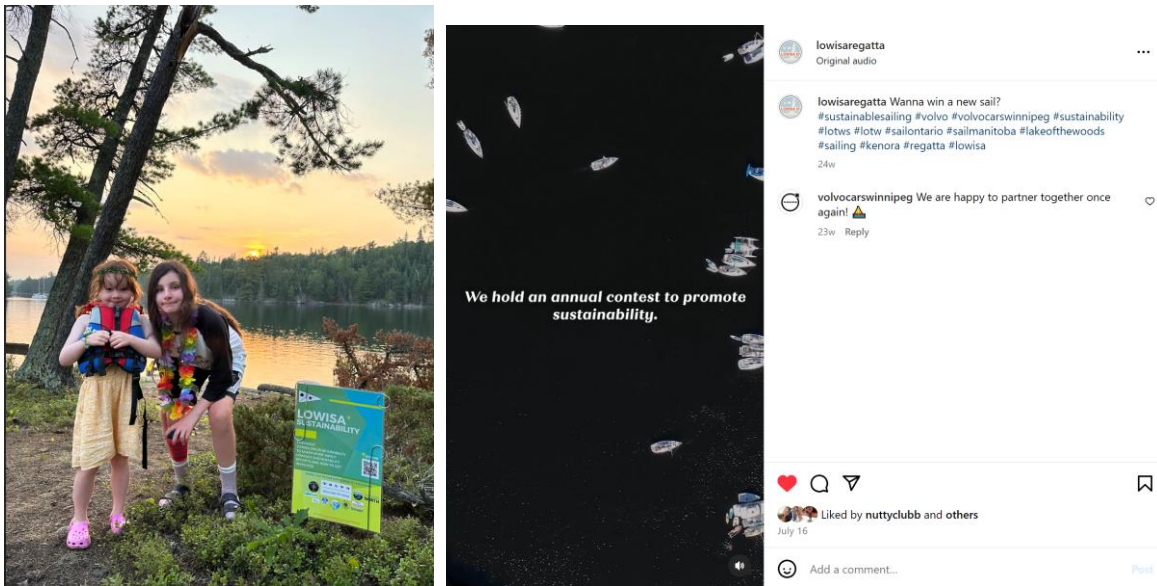 LOWISA
SUSTAINABILITY
We hold an annual contest to promote
sustainability.
lowisaregatta
Original audio
lowisaregatta Wanna win a new sail?
#sustainablesailing #volvo #volvocarswinnipeg #sustainability
#lotws #lotw #sailontario #sailmanitoba #lakeofthewoods
#sailing #kenora #regatta #lowisa
24w
volvocarswinnipeg We are happy to partner together once
again!
23w Reply
Liked by nuttyclubb and others
July 16
Add a comment...
Post